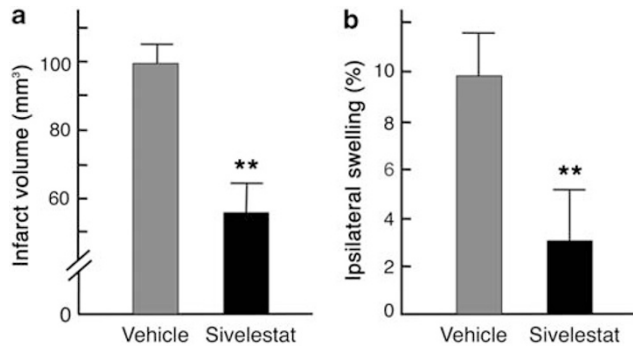 a
Infarct volume (mm³)
100
80
60
0
**
Vehicle Sivelestat
b
Ipsilateral swelling (%)
10
8
6
4
2
0
**
Vehicle Sivelestat